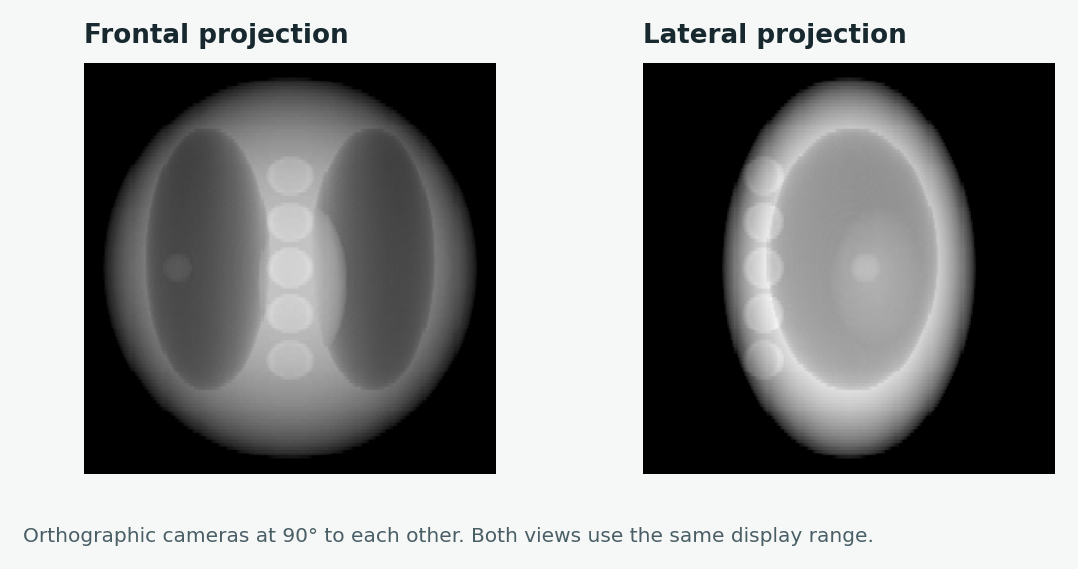 Frontal projection
Lateral projection
Orthographic cameras at 90° to each other. Both views use the same display range.